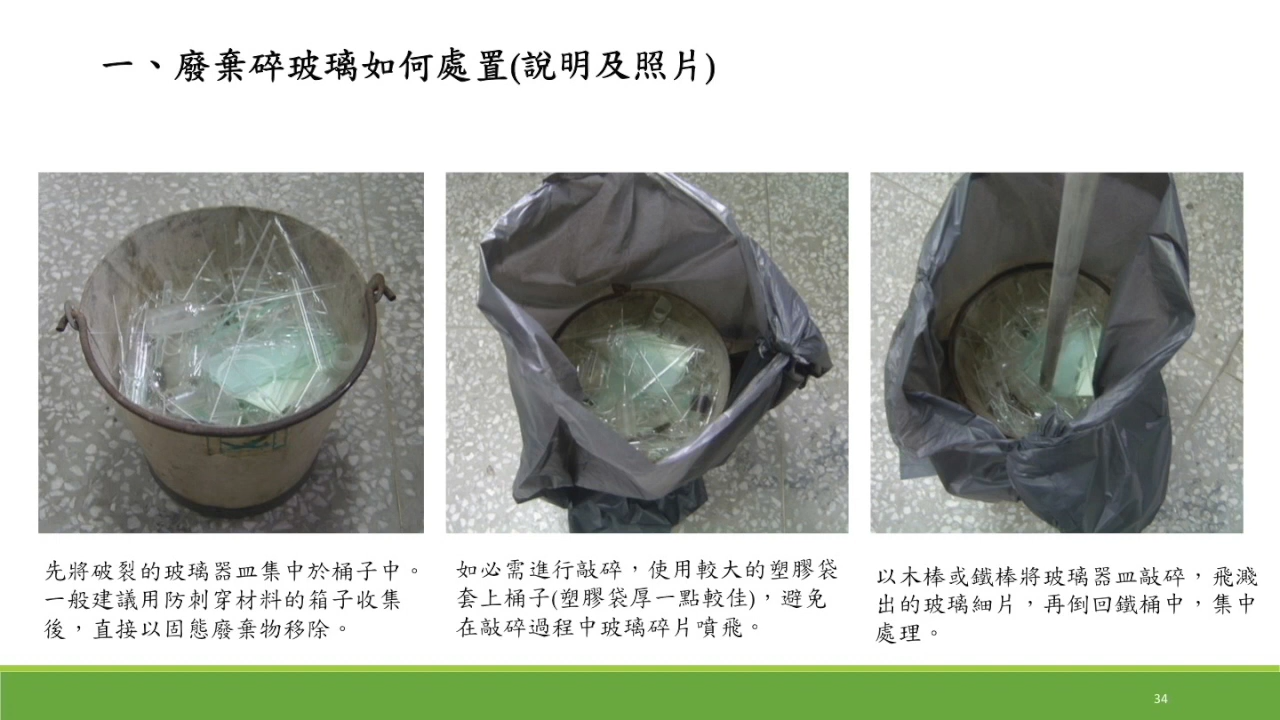 一、廢棄碎玻璃如何處置(說明及照片)
先將破裂的玻璃器皿集中於桶子中。
一般建議用防刺穿材料的箱子收集
後，直接以固態廢棄物移除。
如必需進行敲碎，使用較大的塑膠袋
套上桶子(塑膠袋厚一點較佳)，避免
在敲碎過程中玻璃碎片噴飛。
以木棒或鐵棒將玻璃器皿敲碎，飛濺
出的玻璃細片，再倒回鐵桶中，集中
處理。
34